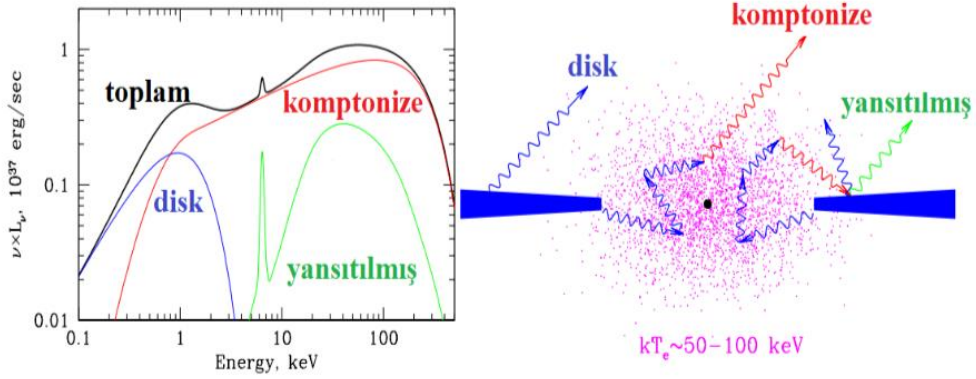 toplam
komptonize
disk
yansıtılmış
ν×Lᵥ, 10³⁷ erg/sec
1
0.1
0.01
0.1 1 10 100
Energy, keV
komptonize
disk
yansıtılmış
kTₑ~50-100 keV